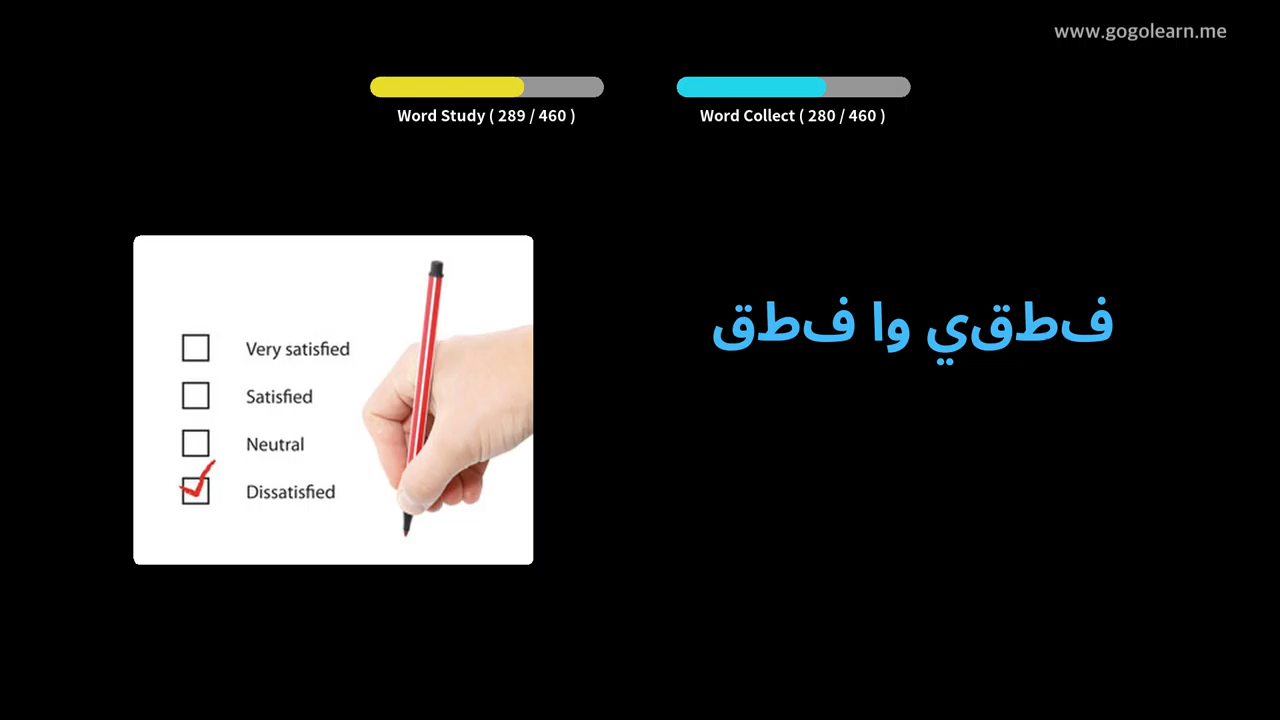 www.gogolearn.me
Word Study ( 289 / 460 )
Word Collect ( 280 / 460 )
فطقي وا فطق
Very satisfied
Satisfied
Neutral
Dissatisfied